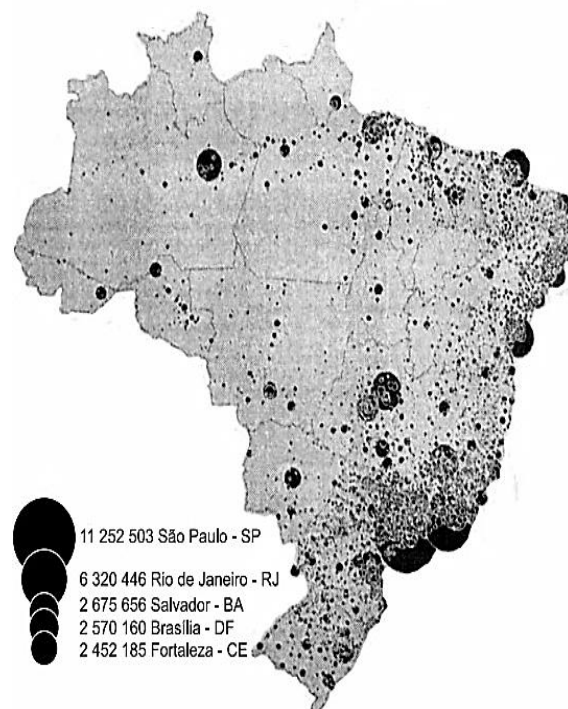 11 252 503 São Paulo - SP
6 320 446 Rio de Janeiro - RJ
2 675 656 Salvador - BA
2 570 160 Brasília - DF
2 452 185 Fortaleza - CE